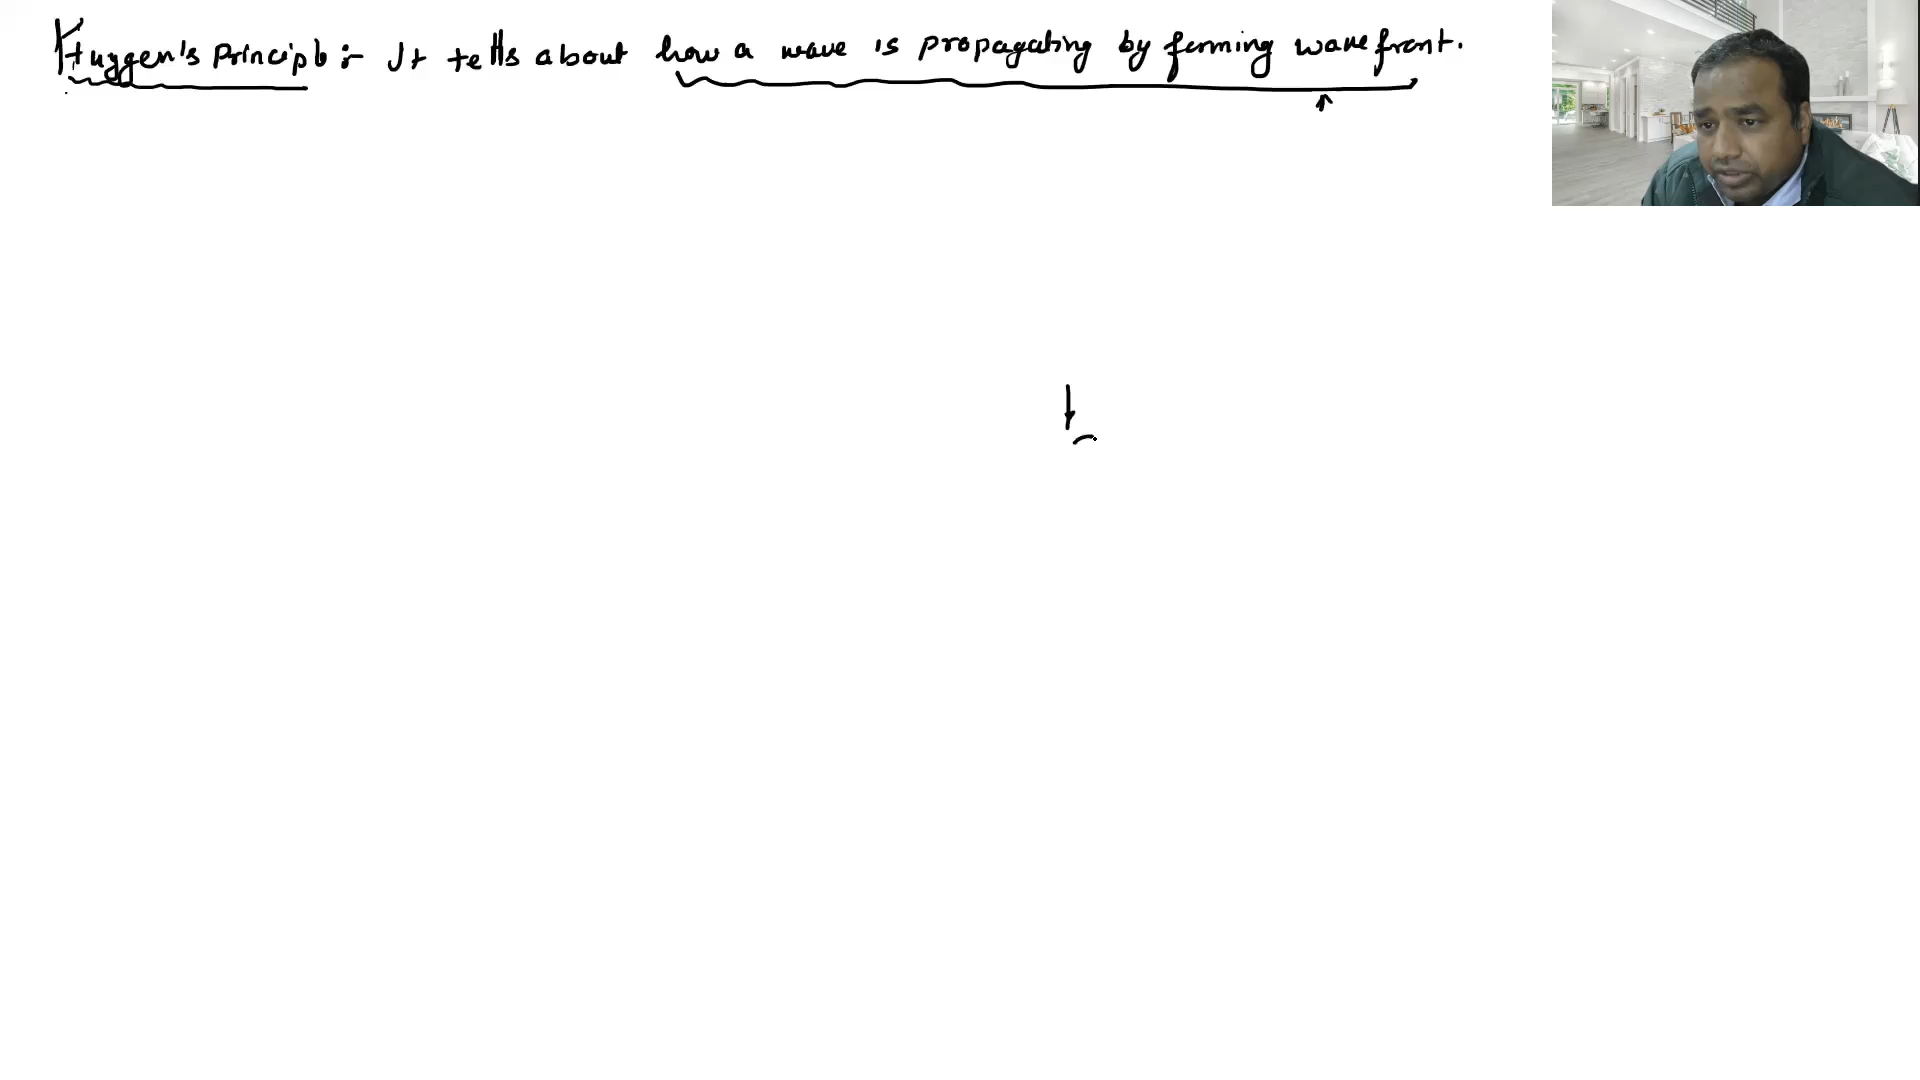 Huygen's Principle :- It tells about how a wave is propagating by forming wavefront.